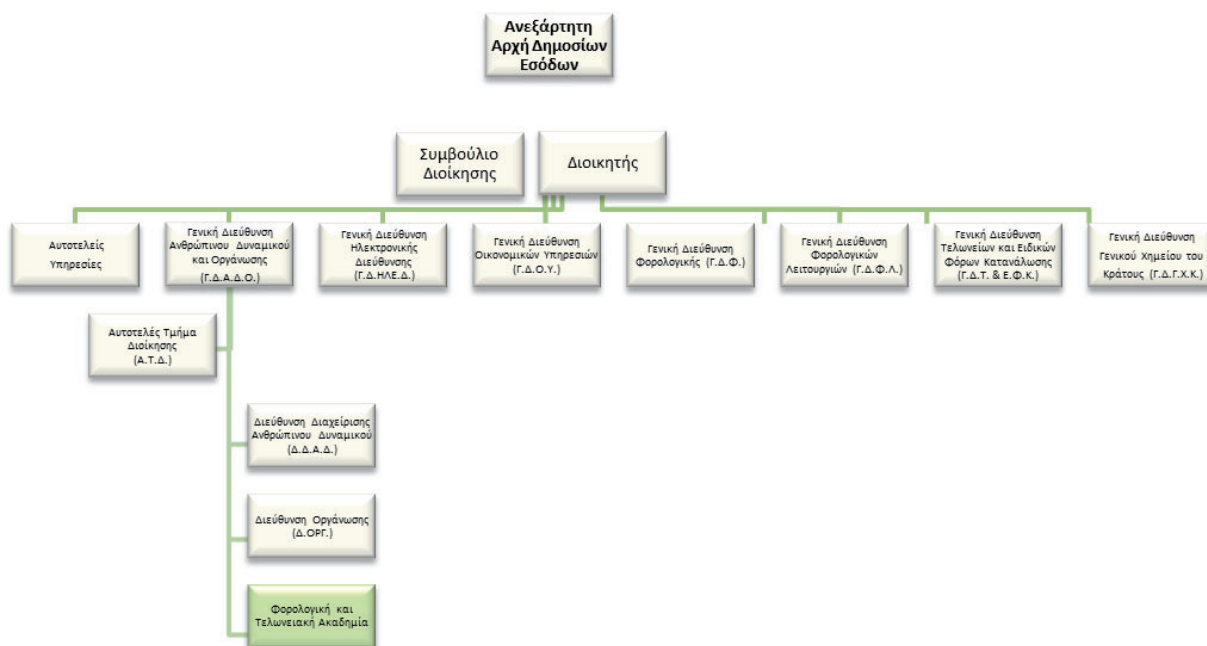 Ανεξάρτητη
Αρχή Δημοσίων
Εσόδων
Συμβούλιο
Διοίκησης
Διοικητής
Αυτοτελείς
Υπηρεσίες
Γενική Διεύθυνση
Ανθρώπινου Δυναμικού
και Οργάνωσης
(Γ.Δ.Α.Δ.Ο.)
Γενική Διεύθυνση
Ηλεκτρονικής
Διεύθυνσης
(Γ.Δ.ΗΛΕ.Δ.)
Γενική Διεύθυνση
Οικονομικών Υπηρεσιών
(Γ.Δ.Ο.Υ.)
Γενική Διεύθυνση
Φορολογικής (Γ.Δ.Φ.)
Γενική Διεύθυνση
Φορολογικών
Λειτουργιών (Γ.Δ.Φ.Λ.)
Γενική Διεύθυνση
Τελωνείων και Ειδικών
Φόρων Κατανάλωσης
(Γ.Δ.Τ. & Ε.Φ.Κ.)
Γενική Διεύθυνση
Γενικού Χημείου του
Κράτους (Γ.Δ.Γ.Χ.Κ.)
Αυτοτελές Τμήμα
Διοίκησης
(Α.Τ.Δ.)
Διεύθυνση Διαχείρισης
Ανθρώπινου Δυναμικού
(Δ.Δ.Α.Δ.)
Διεύθυνση Οργάνωσης
(Δ.ΟΡΓ.)
Φορολογική και
Τελωνειακή Ακαδημία